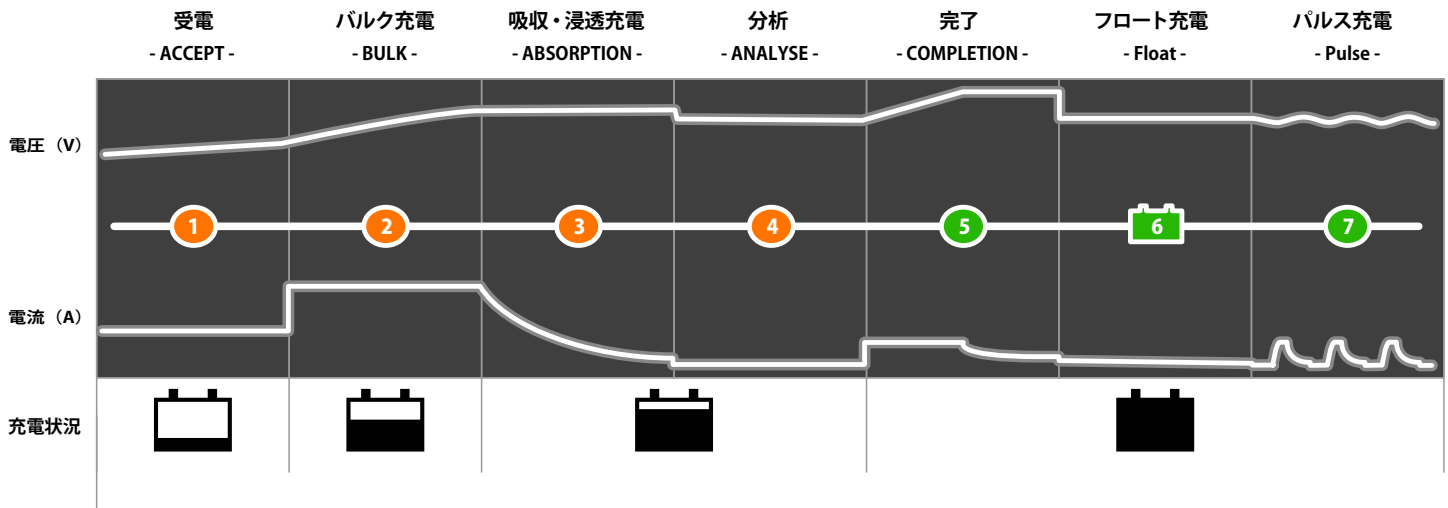 受電
- ACCEPT -
バルク充電
- BULK -
吸収・浸透充電
- ABSORPTION -
分析
- ANALYSE -
完了
- COMPLETION -
フロート充電
- Float -
パルス充電
- Pulse -
電圧（V）
1
2
3
4
5
6
7
電流（A）
充電状況